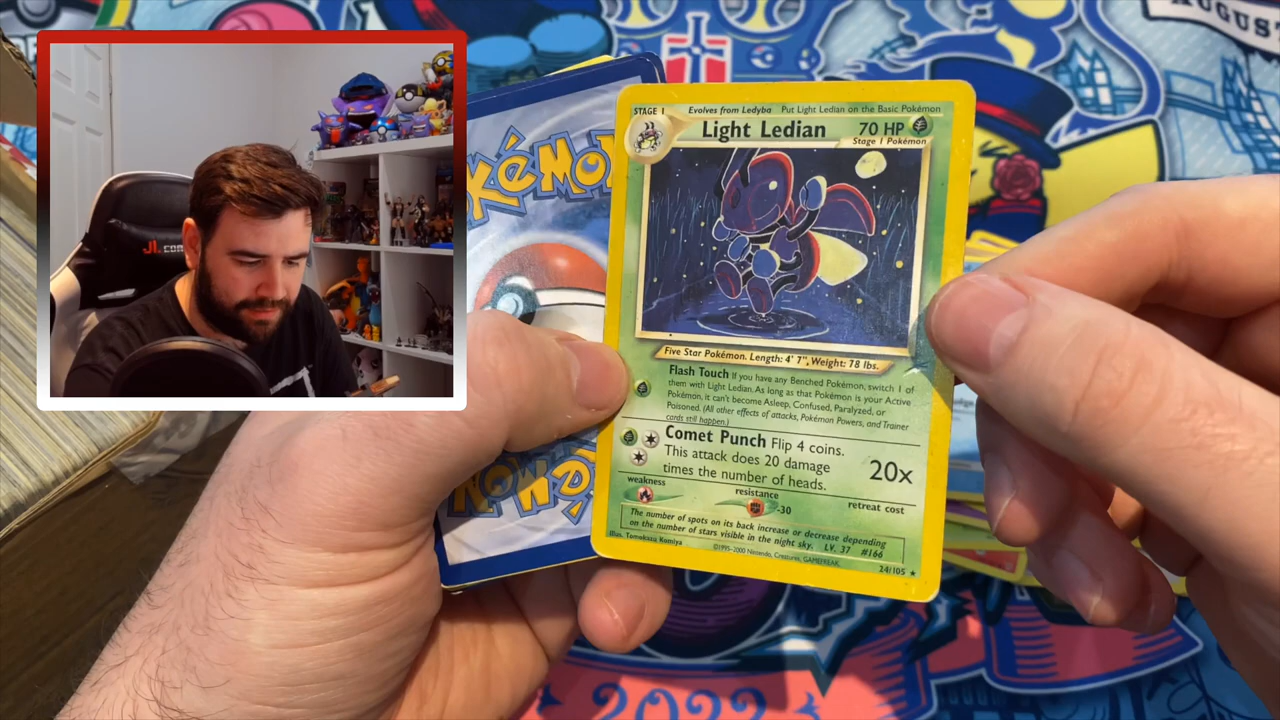 AUGUST
POKéMON
STAGE 1
Evolves from Ledyba Put Light Ledian on the Basic Pokémon
Light Ledian 70 HP
Stage 1 Pokémon
Five Star Pokémon. Length: 4' 7", Weight: 78 lbs.
Flash Touch If you have any Benched Pokémon, switch 1 of
them with Light Ledian. As long as that Pokémon is your Active
Pokémon, it can't become Asleep, Confused, Paralyzed, or
Poisoned. (All other effects of attacks, Pokémon Powers, and Trainer
cards still happen.)
Comet Punch Flip 4 coins.
This attack does 20 damage
times the number of heads.
20x
weakness
resistance
-30
retreat cost
The number of spots on its back increase or decrease depending
on the number of stars visible in the night sky. LV. 37 #166
Illus. Tomokazu Komiya
©1995-2000 Nintendo, Creatures, GAMEFREAK.
24/105
2022